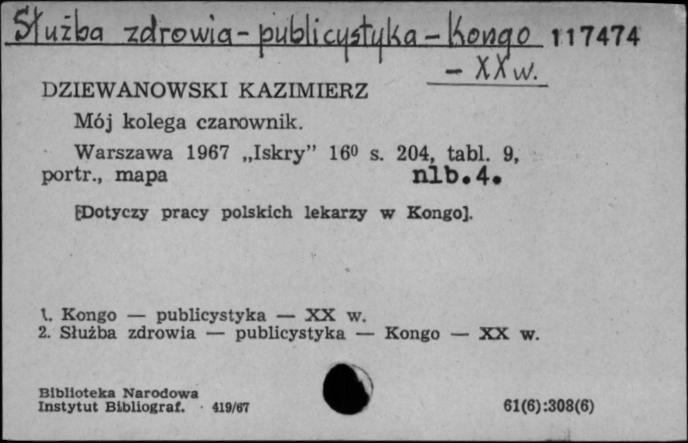 Służba zdrowia - publicystyka - Kongo 117474
- XX w.
DZIEWANOWSKI KAZIMIERZ
Mój kolega czarownik.
Warszawa 1967 „Iskry” 16⁰ s. 204, tabl. 9,
portr., mapa nlb.4.
[Dotyczy pracy polskich lekarzy w Kongo].
1. Kongo — publicystyka — XX w.
2. Służba zdrowia — publicystyka — Kongo — XX w.
Biblioteka Narodowa
Instytut Bibliograf. 419/67 61(6):308(6)